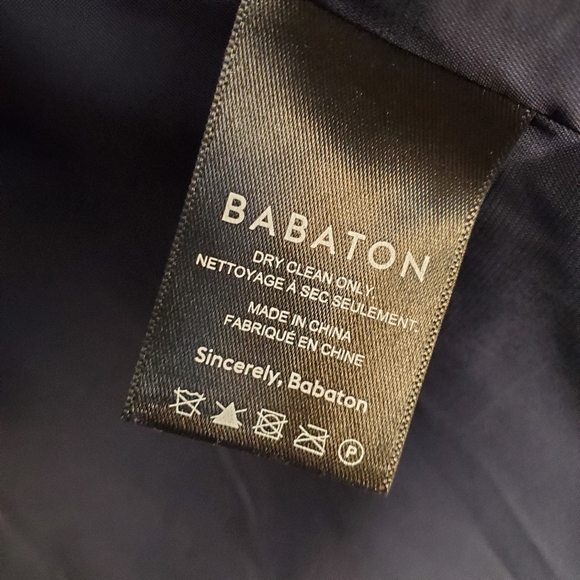 BABATON
DRY CLEAN ONLY.
NETTOYAGE À SEC SEULEMENT.
MADE IN CHINA
FABRIQUÉ EN CHINE
Sincerely, Babaton
P